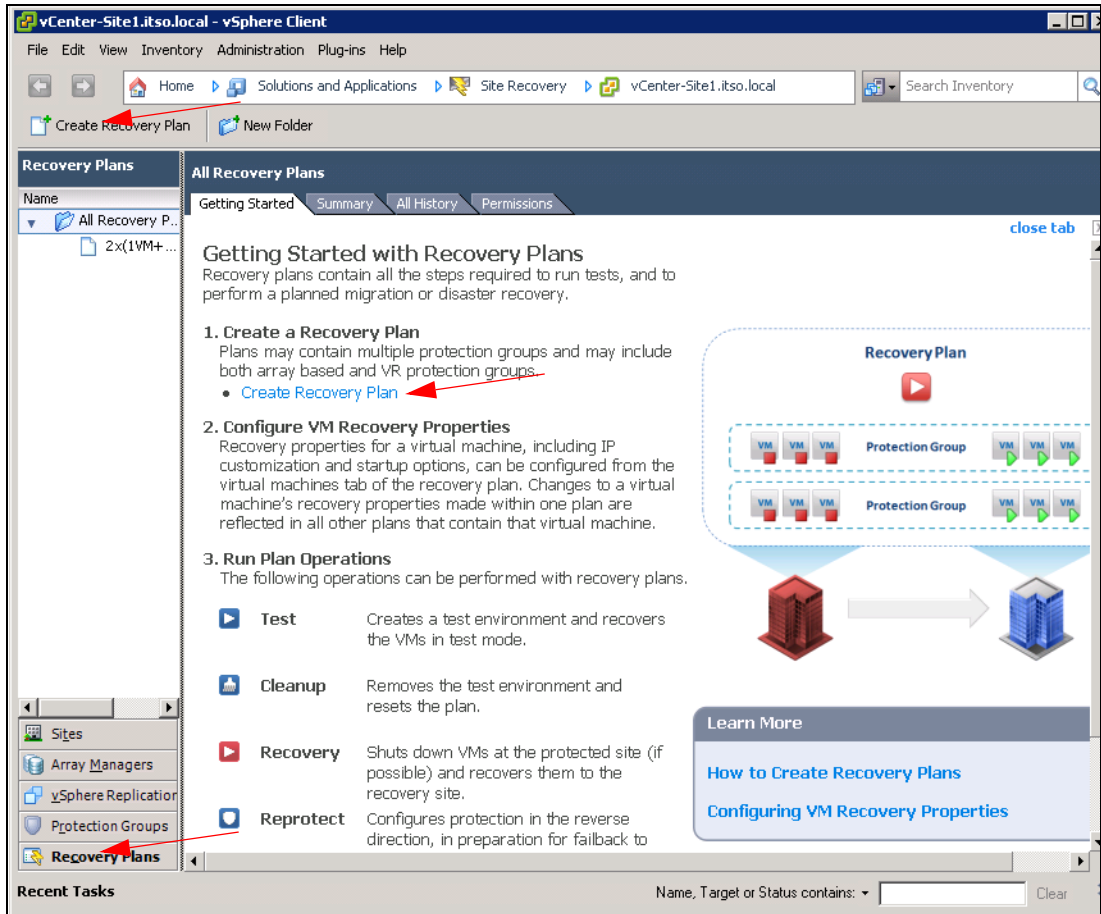 vCenter-Site1.itso.local - vSphere Client
File Edit View Inventory Administration Plug-ins Help
Home Solutions and Applications Site Recovery vCenter-Site1.itso.local Search Inventory
Create Recovery Plan New Folder
Recovery Plans
Name
All Recovery P...
2x(1VM+...
All Recovery Plans
Getting Started Summary All History Permissions
close tab
Getting Started with Recovery Plans
Recovery plans contain all the steps required to run tests, and to
perform a planned migration or disaster recovery.
1. Create a Recovery Plan
Plans may contain multiple protection groups and may include
both array based and VR protection groups.
• Create Recovery Plan
2. Configure VM Recovery Properties
Recovery properties for a virtual machine, including IP
customization and startup options, can be configured from the
virtual machines tab of the recovery plan. Changes to a virtual
machine's recovery properties made within one plan are
reflected in all other plans that contain that virtual machine.
3. Run Plan Operations
The following operations can be performed with recovery plans.
Test Creates a test environment and recovers
the VMs in test mode.
Cleanup Removes the test environment and
resets the plan.
Recovery Shuts down VMs at the protected site (if
possible) and recovers them to the
recovery site.
Reprotect Configures protection in the reverse
direction, in preparation for failback to
Recovery Plan
VM VM VM Protection Group VM VM VM
VM VM VM Protection Group VM VM VM
Learn More
How to Create Recovery Plans
Configuring VM Recovery Properties
Sites
Array Managers
vSphere Replication
Protection Groups
Recovery Plans
Recent Tasks
Name, Target or Status contains: Clear